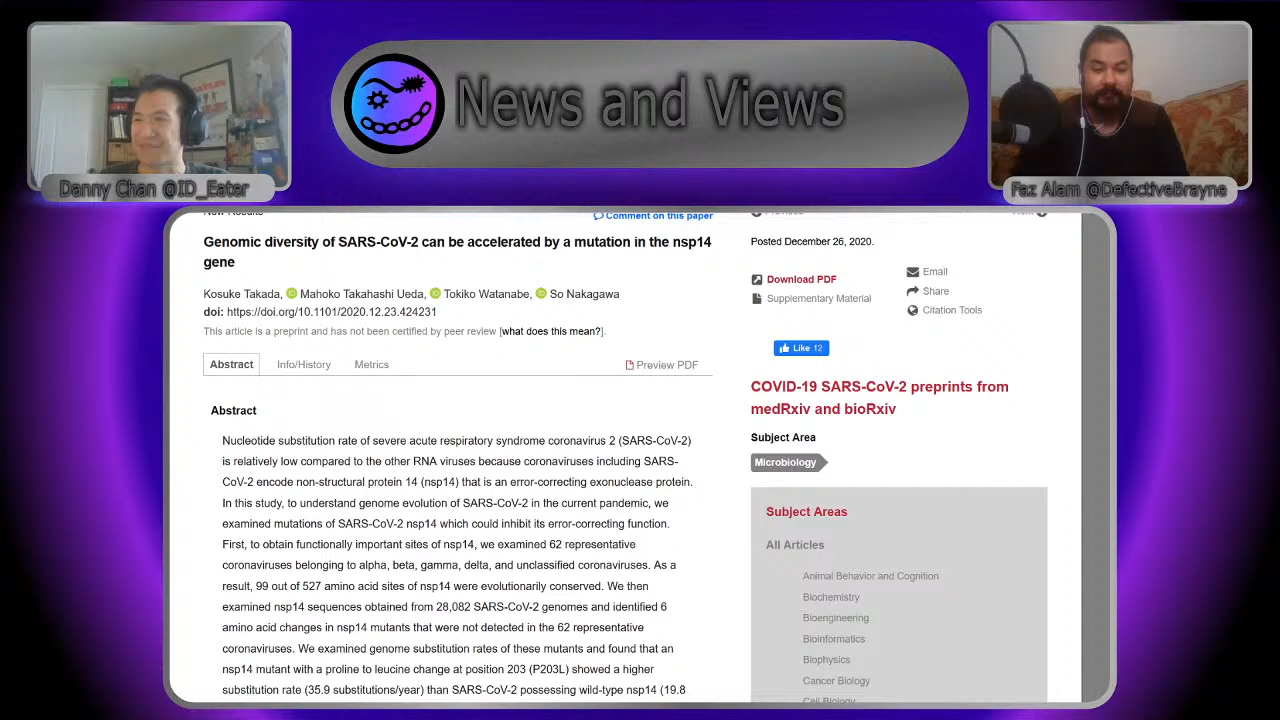 News and Views
Danny Chan @ID_Eater
Faz Alam @DefectiveBrayne
New Results
Comment on this paper
Genomic diversity of SARS-CoV-2 can be accelerated by a mutation in the nsp14
gene
Kosuke Takada, Mahoko Takahashi Ueda, Tokiko Watanabe, So Nakagawa
doi: https://doi.org/10.1101/2020.12.23.424231
This article is a preprint and has not been certified by peer review [what does this mean?].
Abstract Info/History Metrics Preview PDF
Abstract
Nucleotide substitution rate of severe acute respiratory syndrome coronavirus 2 (SARS-CoV-2)
is relatively low compared to the other RNA viruses because coronaviruses including SARS-
CoV-2 encode non-structural protein 14 (nsp14) that is an error-correcting exonuclease protein.
In this study, to understand genome evolution of SARS-CoV-2 in the current pandemic, we
examined mutations of SARS-CoV-2 nsp14 which could inhibit its error-correcting function.
First, to obtain functionally important sites of nsp14, we examined 62 representative
coronaviruses belonging to alpha, beta, gamma, delta, and unclassified coronaviruses. As a
result, 99 out of 527 amino acid sites of nsp14 were evolutionarily conserved. We then
examined nsp14 sequences obtained from 28,082 SARS-CoV-2 genomes and identified 6
amino acid changes in nsp14 mutants that were not detected in the 62 representative
coronaviruses. We examined genome substitution rates of these mutants and found that an
nsp14 mutant with a proline to leucine change at position 203 (P203L) showed a higher
substitution rate (35.9 substitutions/year) than SARS-CoV-2 possessing wild-type nsp14 (19.8
Posted December 26, 2020.
Download PDF
Supplementary Material
Email
Share
Citation Tools
Like 12
COVID-19 SARS-CoV-2 preprints from
medRxiv and bioRxiv
Subject Area
Microbiology
Subject Areas
All Articles
Animal Behavior and Cognition
Biochemistry
Bioengineering
Bioinformatics
Biophysics
Cancer Biology
Cell Biology